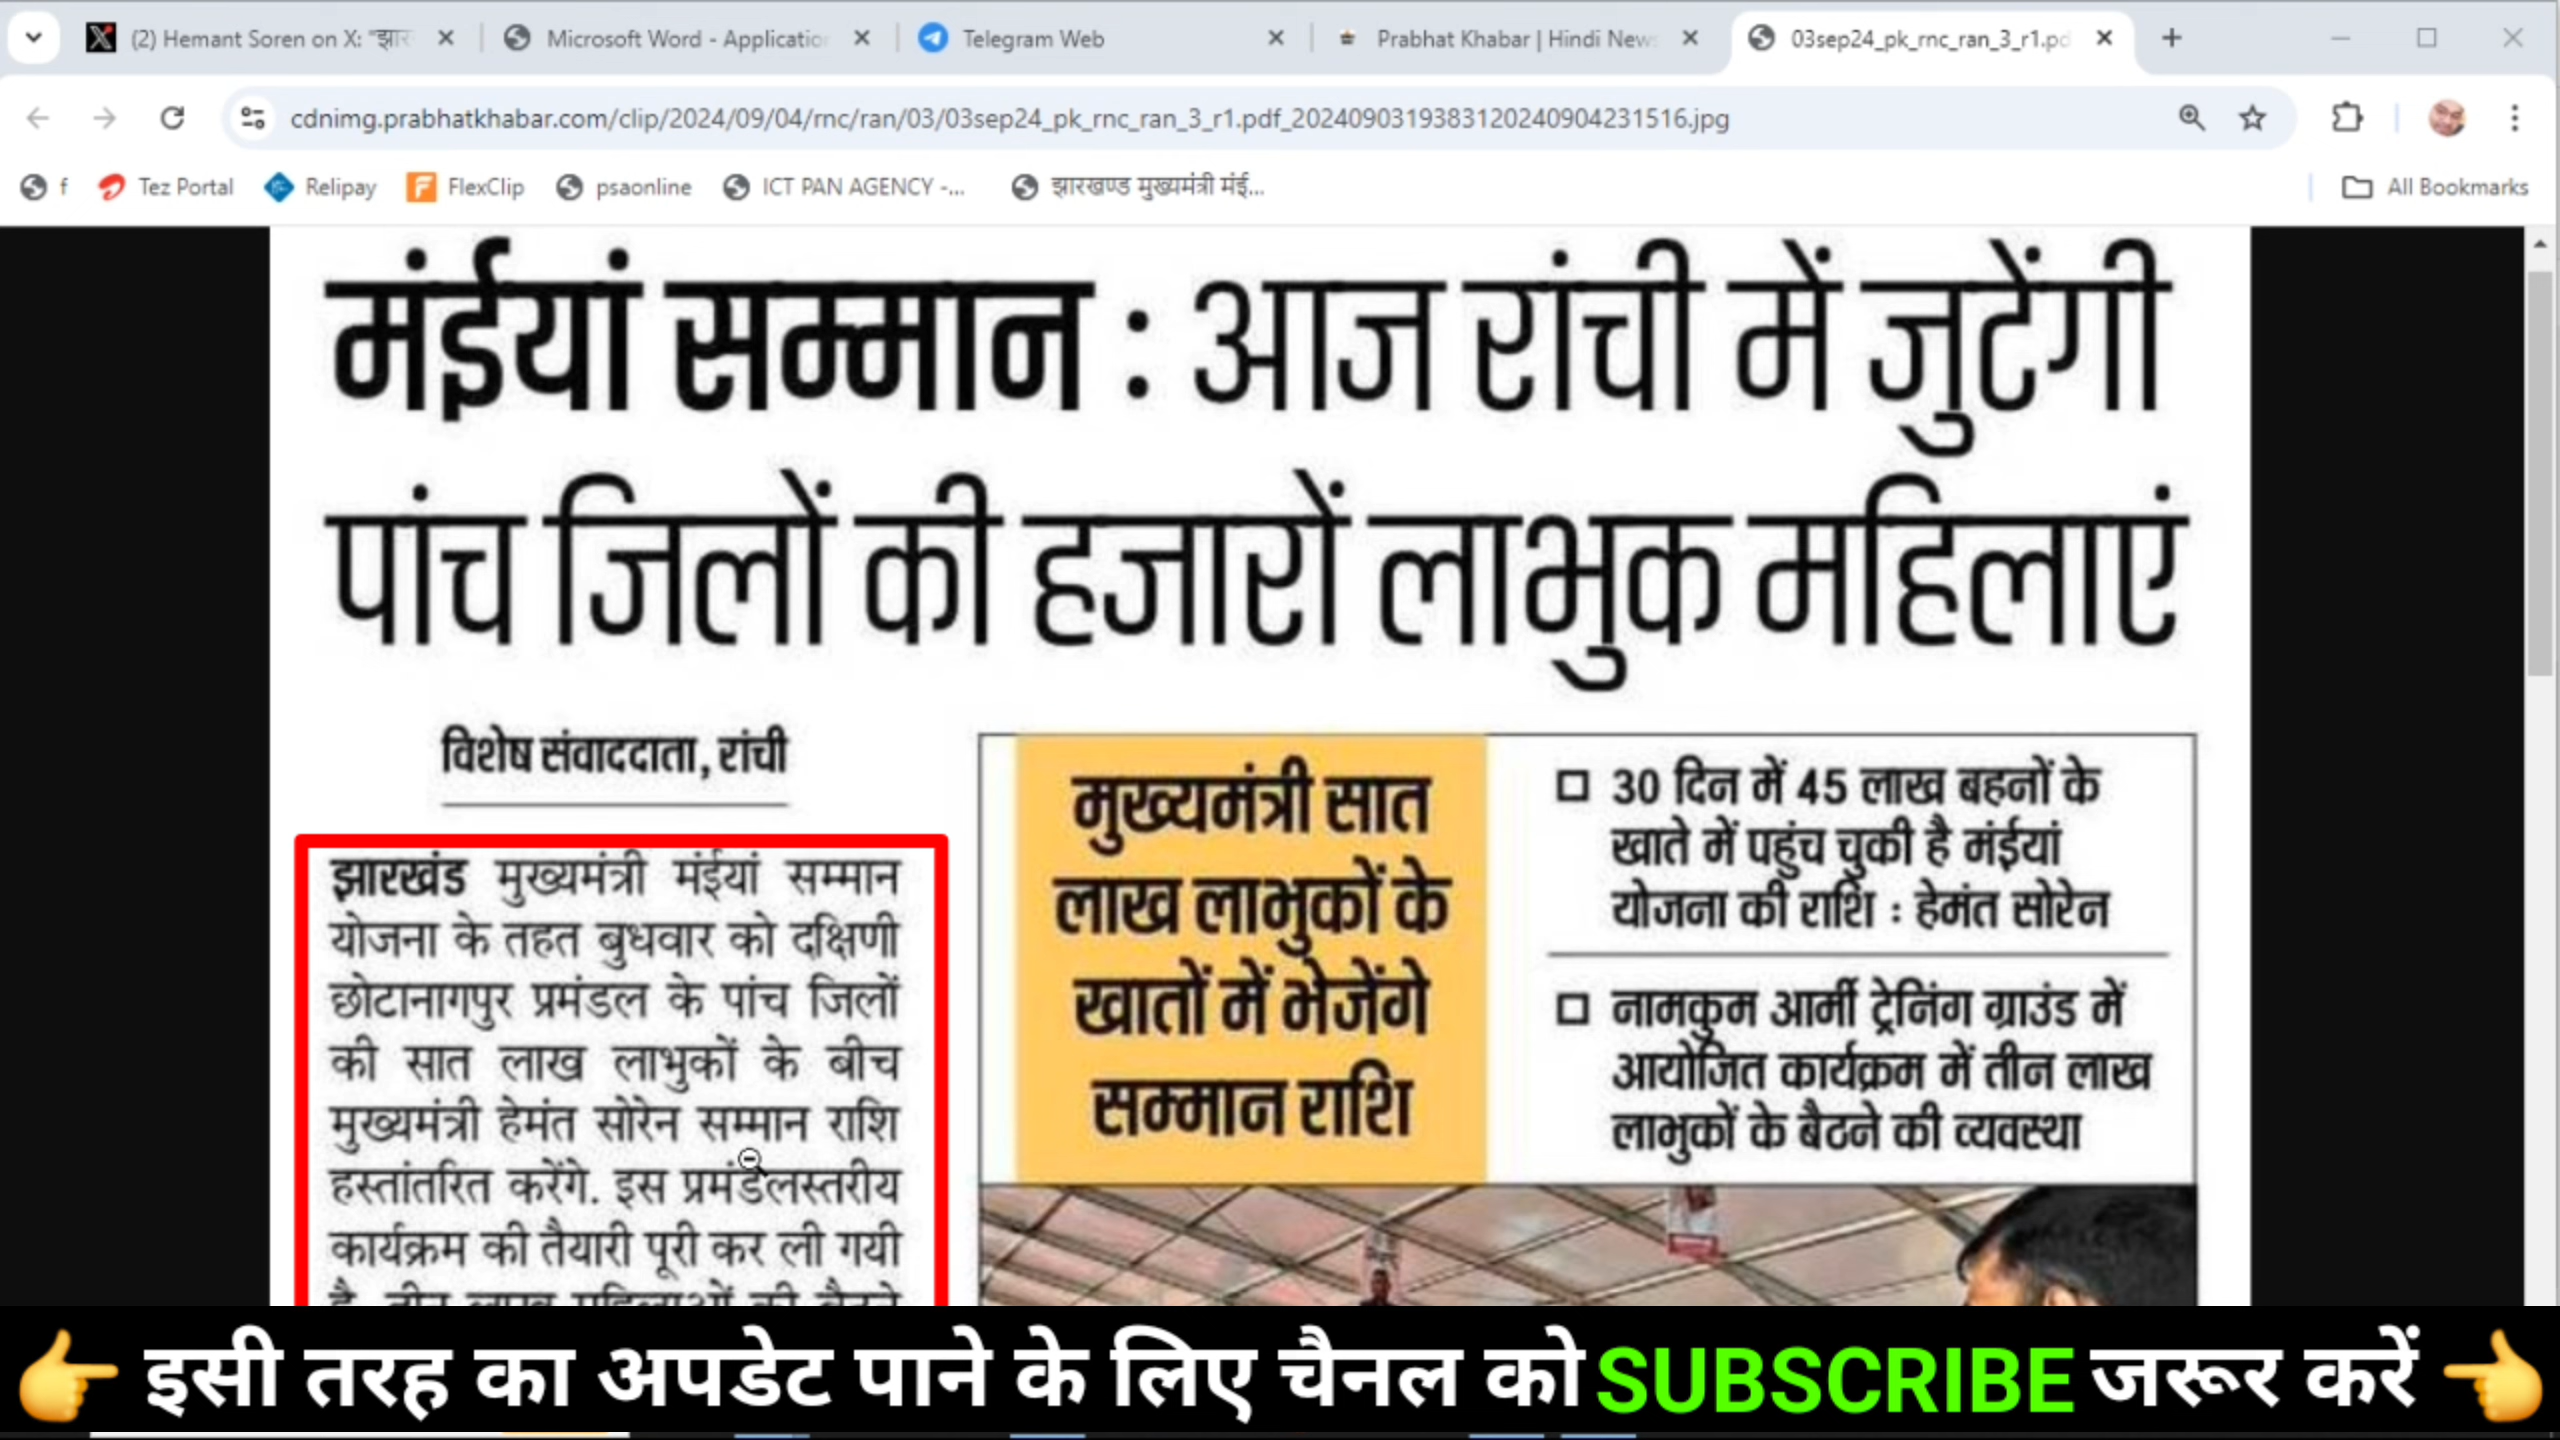 (2) Hemant Soren on X: "झार
Microsoft Word - Application
Telegram Web
Prabhat Khabar | Hindi News
03sep24_pk_rnc_ran_3_r1.pd
cdnimg.prabhatkhabar.com/clip/2024/09/04/rnc/ran/03/03sep24_pk_rnc_ran_3_r1.pdf_2024090319383120240904231516.jpg
f
Tez Portal
Relipay
FlexClip
psaonline
ICT PAN AGENCY -...
झारखण्ड मुख्यमंत्री मंई...
All Bookmarks
मंईयां सम्मान : आज रांची में जुटेंगी
पांच जिलों की हजारों लाभुक महिलाएं
विशेष संवाददाता, रांची
झारखंड मुख्यमंत्री मंईयां सम्मान
योजना के तहत बुधवार को दक्षिणी
छोटानागपुर प्रमंडल के पांच जिलों
की सात लाख लाभुकों के बीच
मुख्यमंत्री हेमंत सोरेन सम्मान राशि
हस्तांतरित करेंगे. इस प्रमंडलस्तरीय
कार्यक्रम की तैयारी पूरी कर ली गयी
मुख्यमंत्री सात
लाख लाभुकों के
खातों में भेजेंगे
सम्मान राशि
30 दिन में 45 लाख बहनों के
खाते में पहुंच चुकी है मंईयां
योजना की राशि : हेमंत सोरेन
नामकुम आर्मी ट्रेनिंग ग्राउंड में
आयोजित कार्यक्रम में तीन लाख
लाभुकों के बैठने की व्यवस्था
👉 इसी तरह का अपडेट पाने के लिए चैनल को SUBSCRIBE जरूर करें 👈